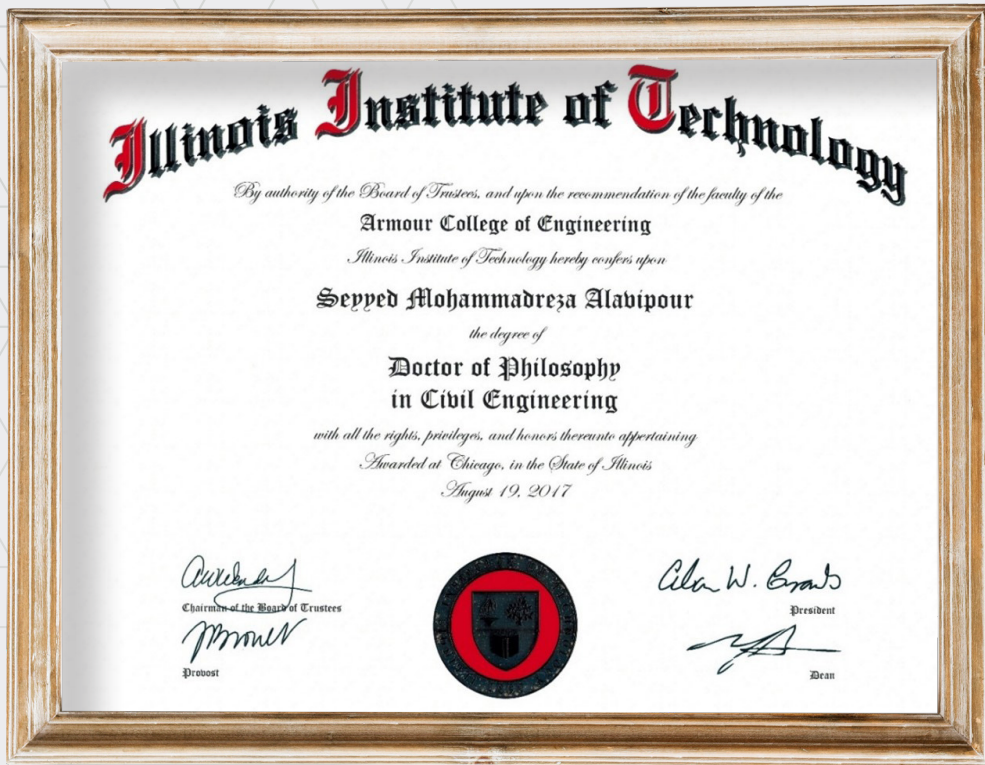 Illinois Institute of Technology
By authority of the Board of Trustees, and upon the recommendation of the faculty of the
Armour College of Engineering
Illinois Institute of Technology hereby confers upon
Seyyed Mohammadreza Alavipour
the degree of
Doctor of Philosophy
in Civil Engineering
with all the rights, privileges, and honors thereunto appertaining
Awarded at Chicago, in the State of Illinois
August 19, 2017
Chairman of the Board of Trustees
President
Provost
Dean